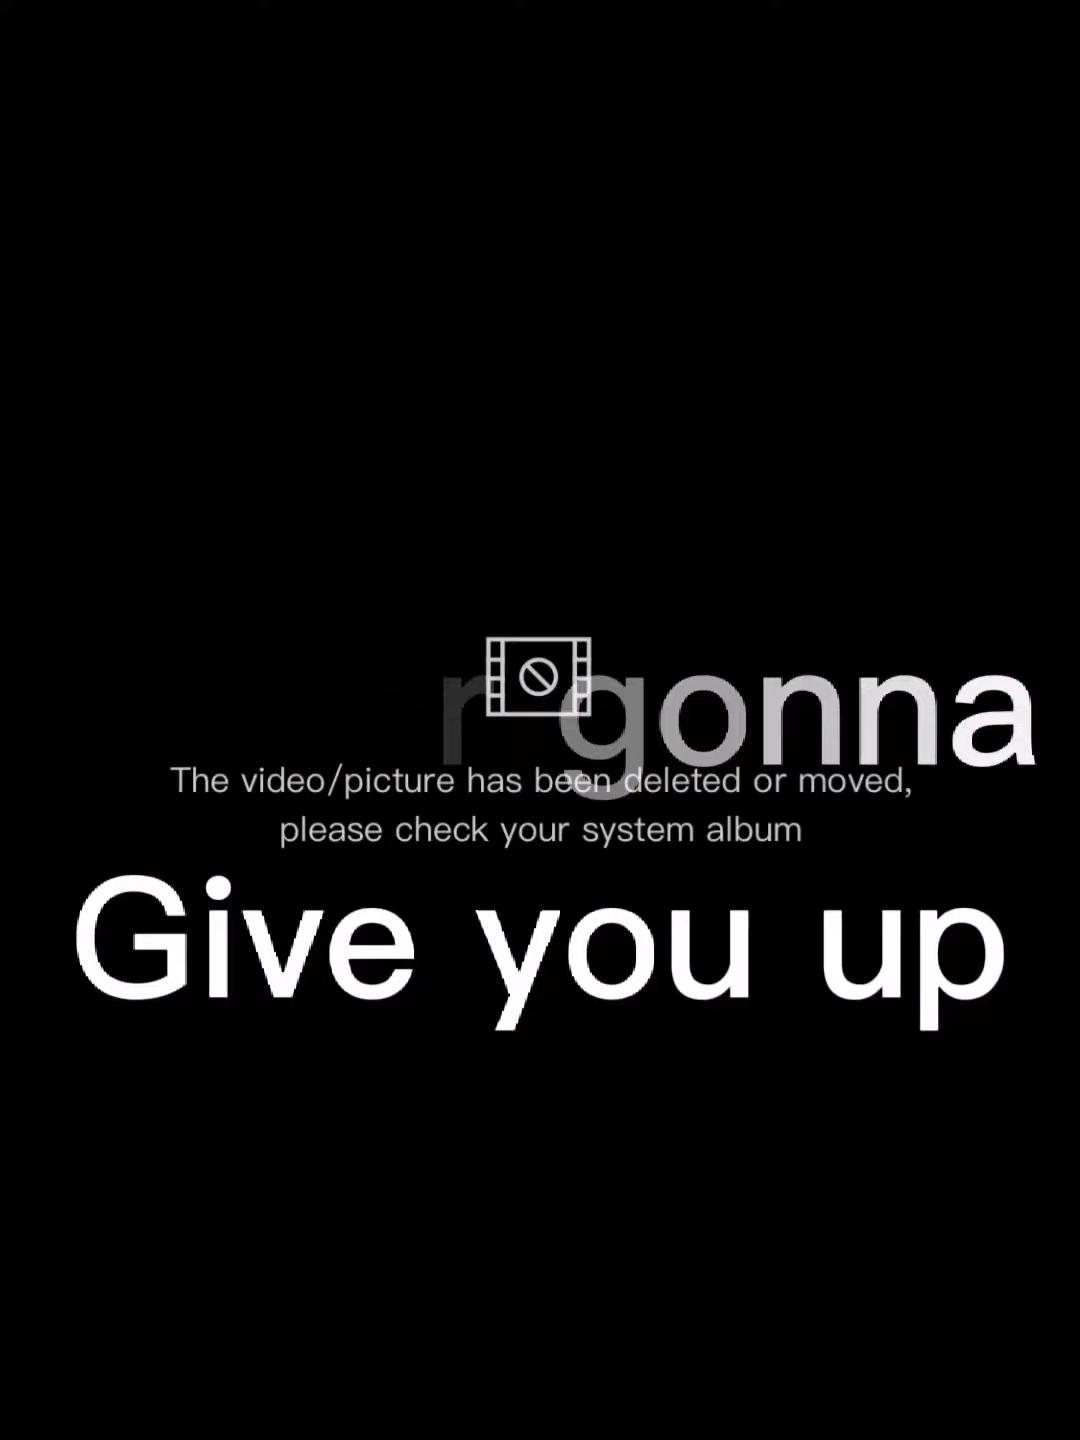 r gonna
The video/picture has been deleted or moved,
please check your system album
Give you up